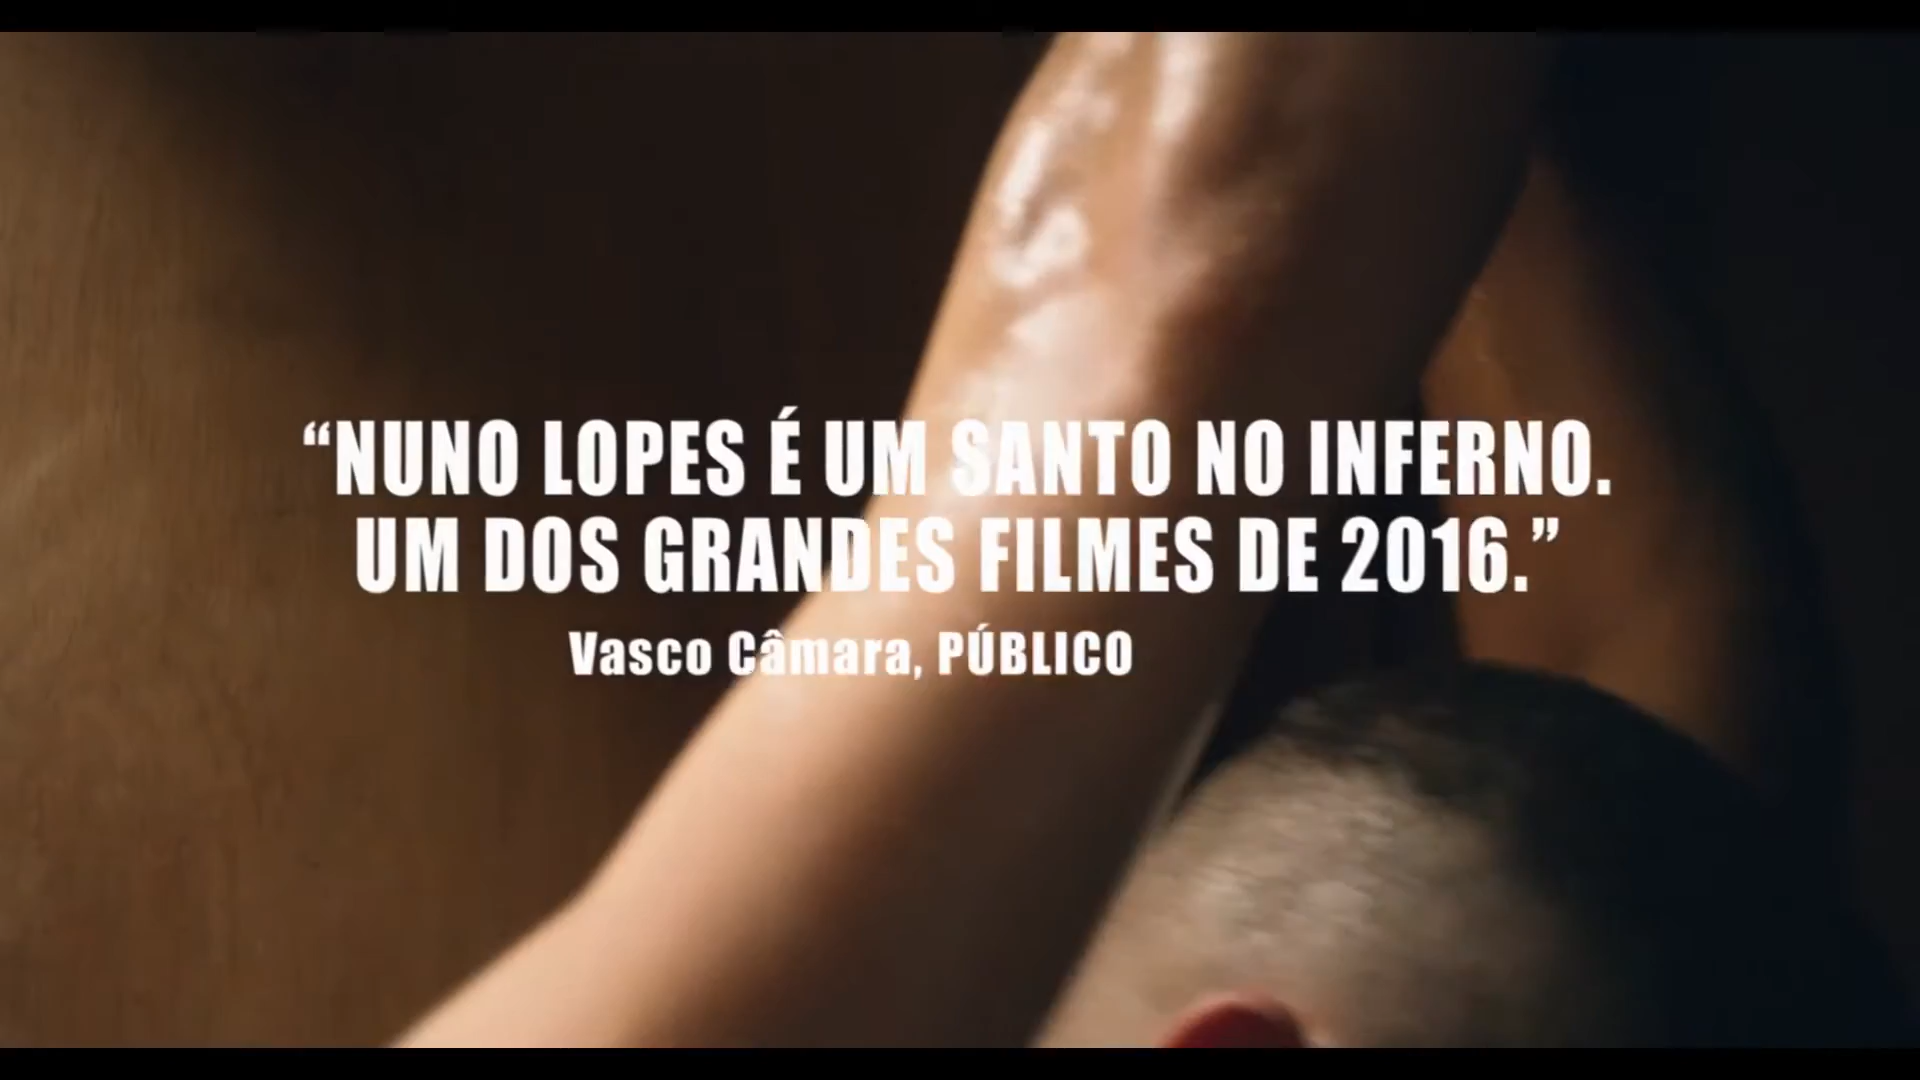 “NUNO LOPES É UM SANTO NO INFERNO.
UM DOS GRANDES FILMES DE 2016.”
Vasco Câmara, PÚBLICO